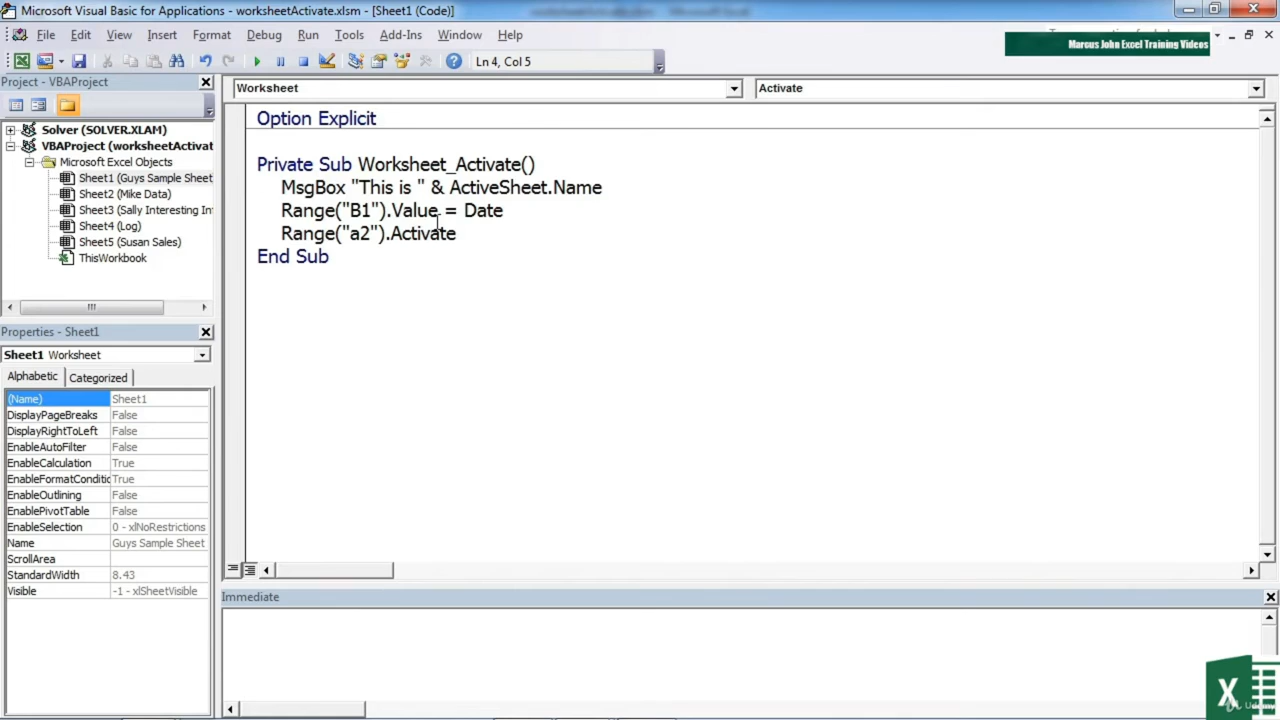 Microsoft Visual Basic for Applications - worksheetActivate.xlsm - [Sheet1 (Code)]
File Edit View Insert Format Debug Run Tools Add-Ins Window Help
Marcus John Excel Training Videos
Ln 4, Col 5
Project - VBAProject
Worksheet
Activate
Solver (SOLVER.XLAM)
VBAProject (worksheetActivat
Microsoft Excel Objects
Sheet1 (Guys Sample Sheet
Sheet2 (Mike Data)
Sheet3 (Sally Interesting In
Sheet4 (Log)
Sheet5 (Susan Sales)
ThisWorkbook
Option Explicit
Private Sub Worksheet_Activate()
MsgBox "This is " & ActiveSheet.Name
Range("B1").Value = Date
Range("a2").Activate
End Sub
Properties - Sheet1
Sheet1 Worksheet
Alphabetic Categorized
(Name) Sheet1
DisplayPageBreaks False
DisplayRightToLeft False
EnableAutoFilter False
EnableCalculation True
EnableFormatConditic True
EnableOutlining False
EnablePivotTable False
EnableSelection 0 - xlNoRestrictions
Name Guys Sample Sheet
ScrollArea
StandardWidth 8.43
Visible -1 - xlSheetVisible
Immediate
X
Udemy